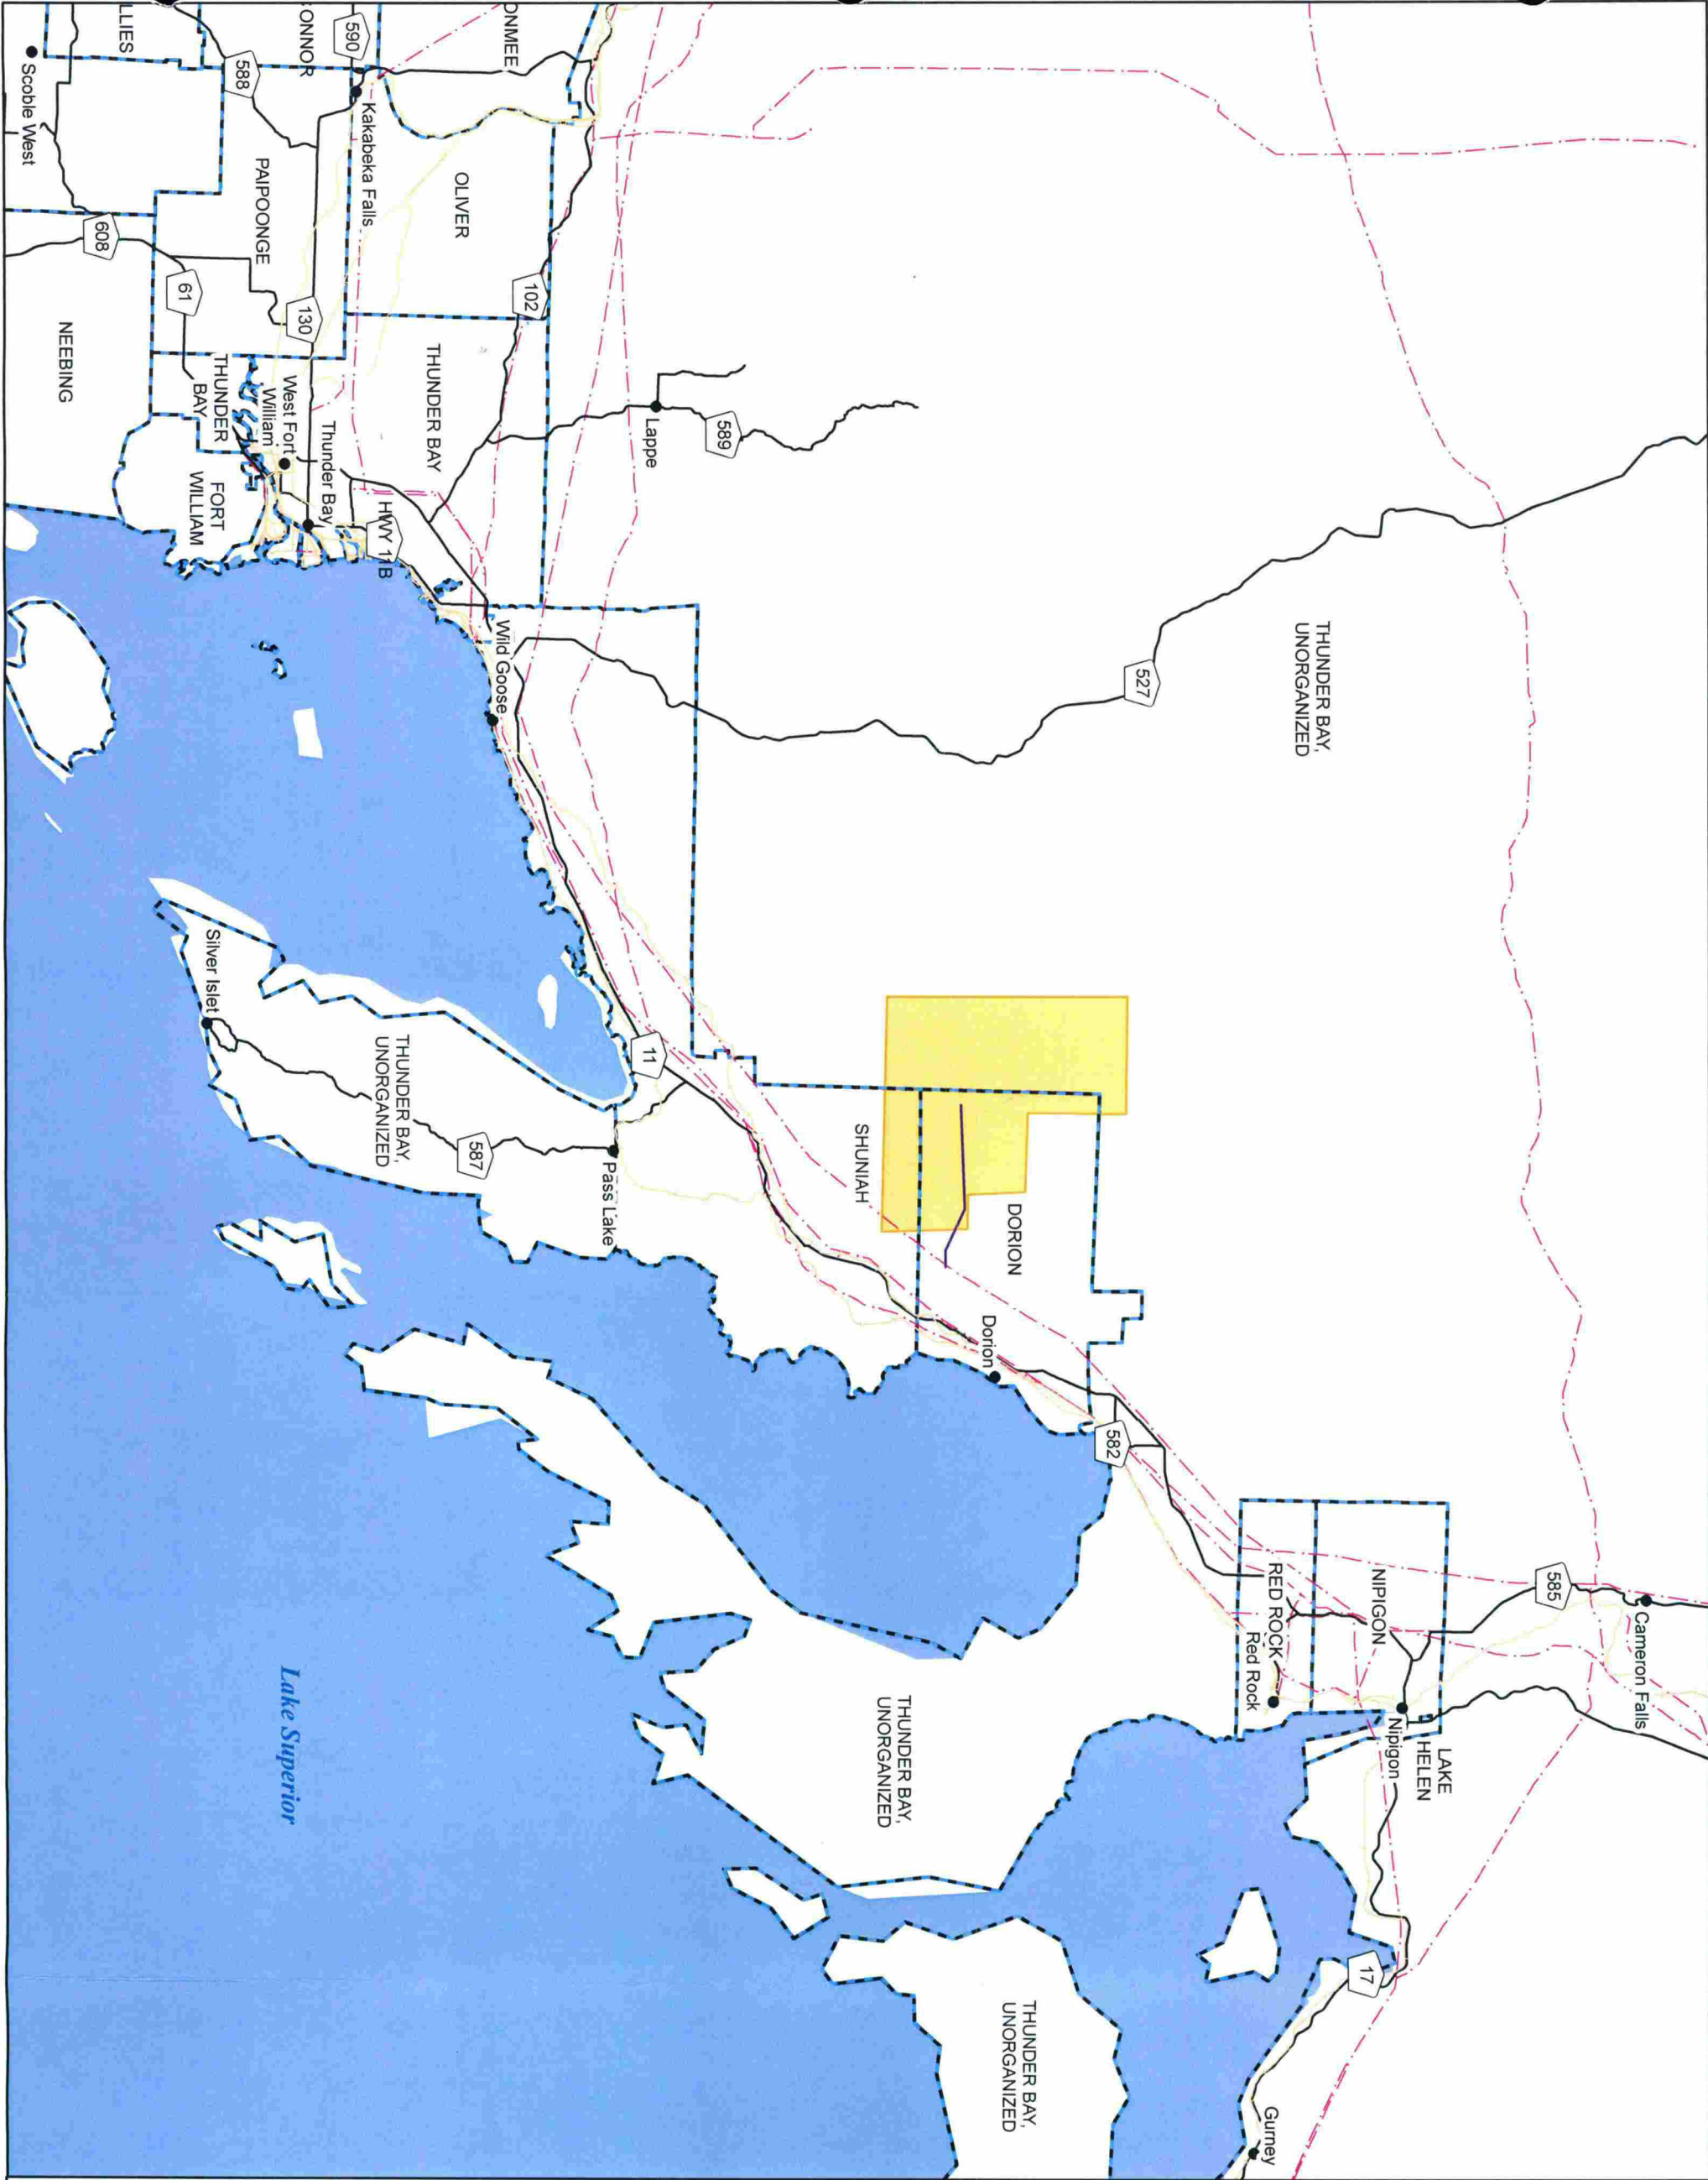 THUNDER BAY,
UNORGANIZED
Cameron Falls
585
527
NIPIGON
LAKE
HELEN
Nipigon
RED ROCK
Red Rock
17
Gurney
582
DORION
Dorion
SHUNIAH
THUNDER BAY,
UNORGANIZED
THUNDER BAY,
UNORGANIZED
589
Lappe
11
Pass Lake
587
THUNDER BAY,
UNORGANIZED
Silver Islet
Wild Goose
ONMEE
OLIVER
102
THUNDER BAY
HWY 11B
590
Kakabeka Falls
ONNOR
588
PAIPOONGE
130
Thunder Bay
West Fort
William
THUNDER
BAY
FORT
WILLIAM
61
LLIES
608
Scoble West
NEEBING
Lake Superior